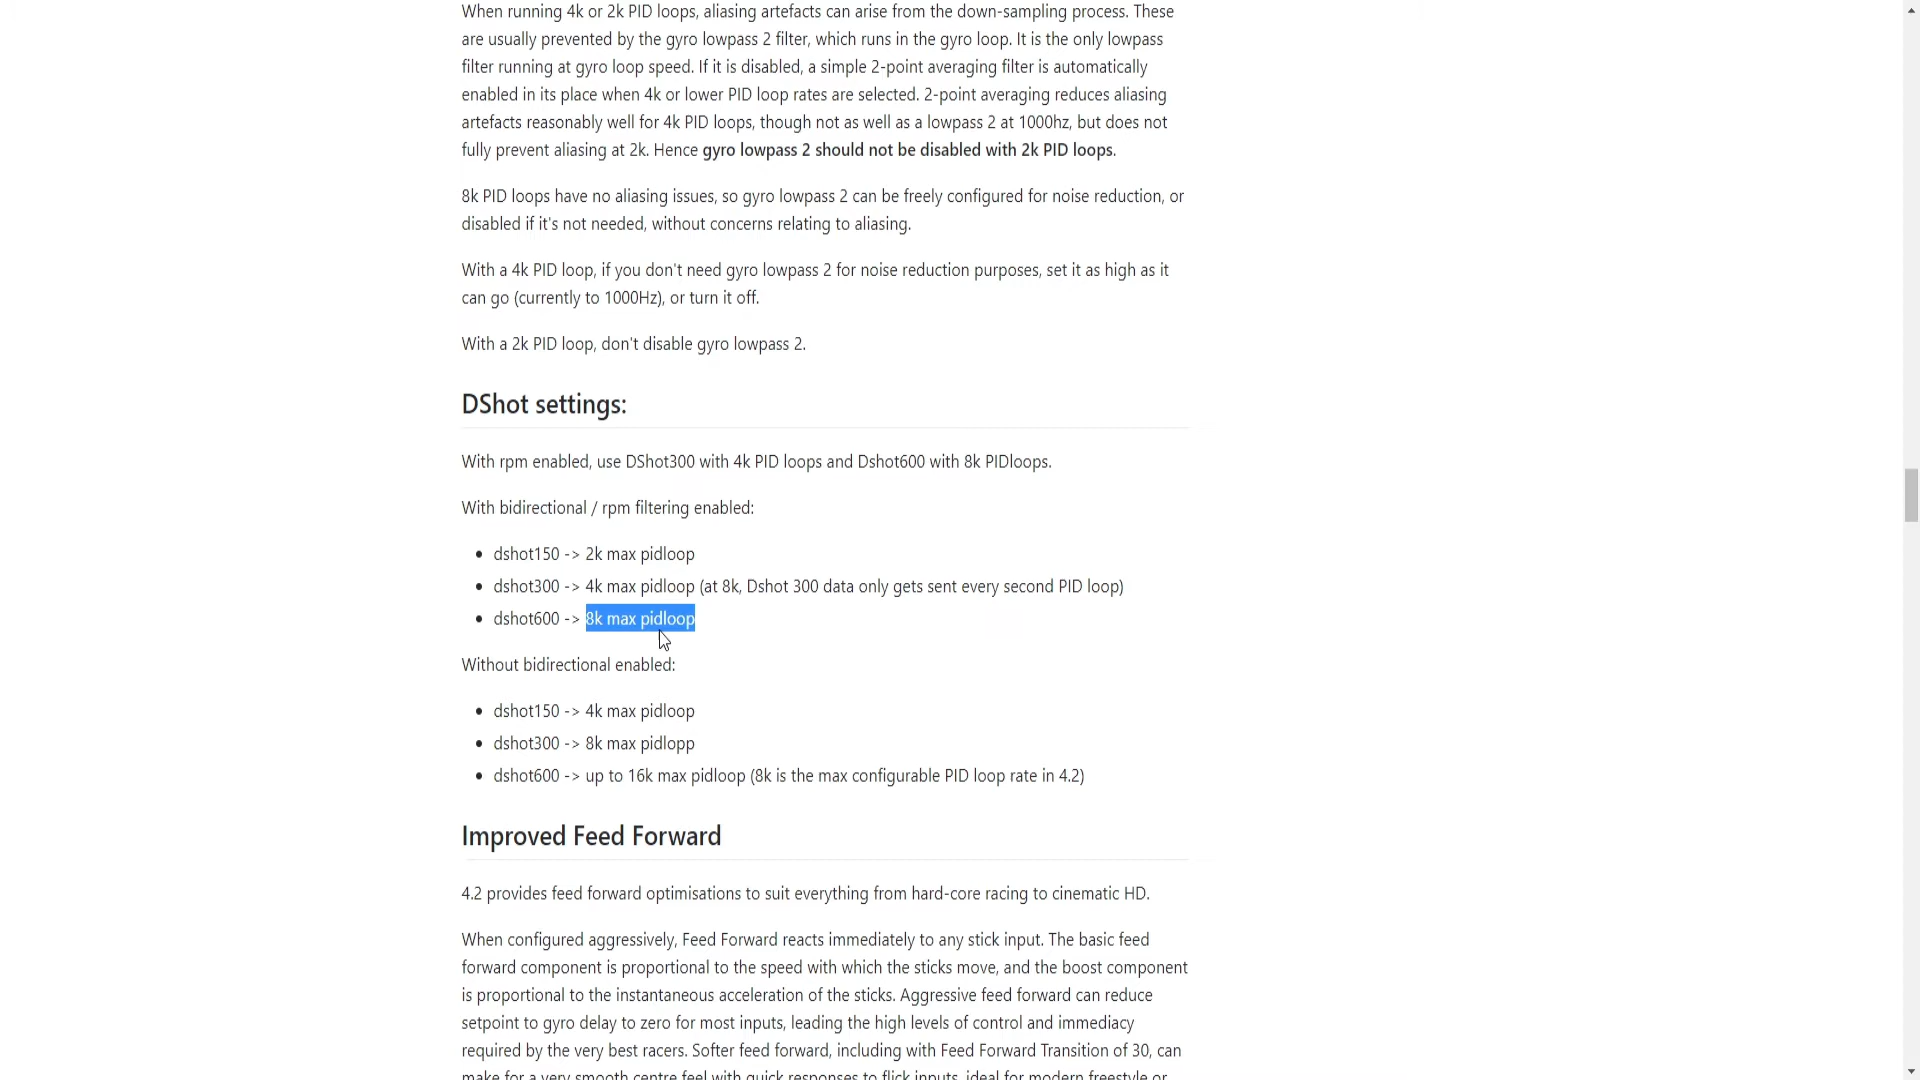 When running 4k or 2k PID loops, aliasing artefacts can arise from the down-sampling process. These
are usually prevented by the gyro lowpass 2 filter, which runs in the gyro loop. It is the only lowpass
filter running at gyro loop speed. If it is disabled, a simple 2-point averaging filter is automatically
enabled in its place when 4k or lower PID loop rates are selected. 2-point averaging reduces aliasing
artefacts reasonably well for 4k PID loops, though not as well as a lowpass 2 at 1000hz, but does not
fully prevent aliasing at 2k. Hence gyro lowpass 2 should not be disabled with 2k PID loops.
8k PID loops have no aliasing issues, so gyro lowpass 2 can be freely configured for noise reduction, or
disabled if it's not needed, without concerns relating to aliasing.
With a 4k PID loop, if you don't need gyro lowpass 2 for noise reduction purposes, set it as high as it
can go (currently to 1000Hz), or turn it off.
With a 2k PID loop, don't disable gyro lowpass 2.
DShot settings:
With rpm enabled, use DShot300 with 4k PID loops and Dshot600 with 8k PIDloops.
With bidirectional / rpm filtering enabled:
• dshot150 -> 2k max pidloop
• dshot300 -> 4k max pidloop (at 8k, Dshot 300 data only gets sent every second PID loop)
• dshot600 -> 8k max pidloop
Without bidirectional enabled:
• dshot150 -> 4k max pidloop
• dshot300 -> 8k max pidlopp
• dshot600 -> up to 16k max pidloop (8k is the max configurable PID loop rate in 4.2)
Improved Feed Forward
4.2 provides feed forward optimisations to suit everything from hard-core racing to cinematic HD.
When configured aggressively, Feed Forward reacts immediately to any stick input. The basic feed
forward component is proportional to the speed with which the sticks move, and the boost component
is proportional to the instantaneous acceleration of the sticks. Aggressive feed forward can reduce
setpoint to gyro delay to zero for most inputs, leading the high levels of control and immediacy
required by the very best racers. Softer feed forward, including with Feed Forward Transition of 30, can
make for a very smooth centre feel with quick responses to flick inputs, ideal for modern freestyle or